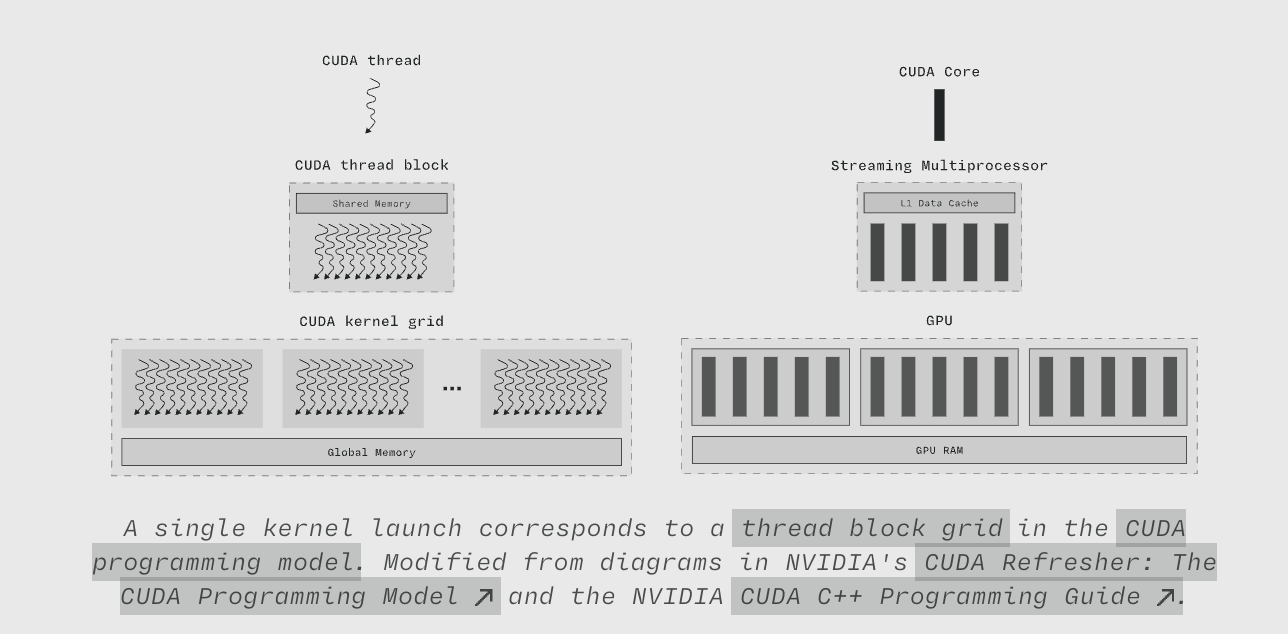 CUDA thread
CUDA thread block
Shared Memory
CUDA kernel grid
...
Global Memory
CUDA Core
Streaming Multiprocessor
L1 Data Cache
GPU
GPU RAM
A single kernel launch corresponds to a thread block grid in the CUDA
programming model. Modified from diagrams in NVIDIA's CUDA Refresher: The
CUDA Programming Model ↗ and the NVIDIA CUDA C++ Programming Guide ↗.